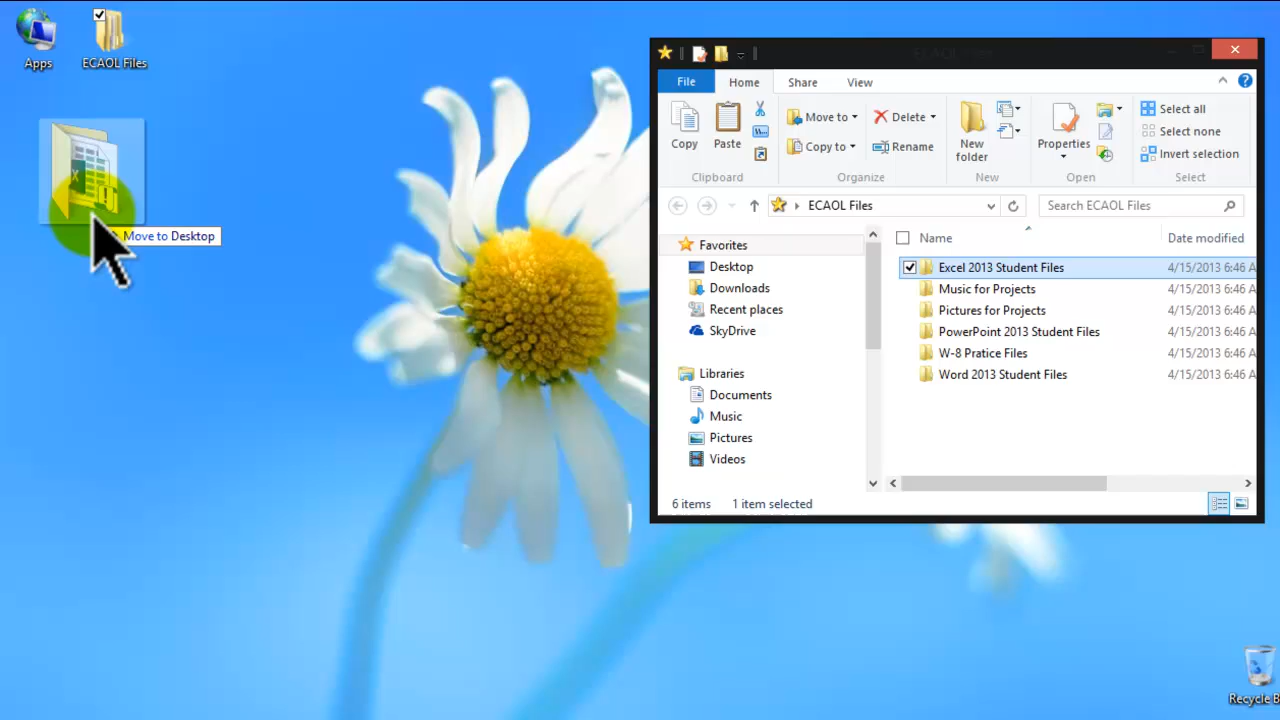 Apps
ECAOL Files
Move to Desktop
File
Home
Share
View
Copy
Paste
Move to
Copy to
Delete
Rename
New
folder
Properties
Select all
Select none
Invert selection
Clipboard
Organize
New
Open
Select
ECAOL Files
Search ECAOL Files
Favorites
Desktop
Downloads
Recent places
SkyDrive
Libraries
Documents
Music
Pictures
Videos
Name
Date modified
Excel 2013 Student Files 4/15/2013 6:46 A
Music for Projects 4/15/2013 6:46 A
Pictures for Projects 4/15/2013 6:46 A
PowerPoint 2013 Student Files 4/15/2013 6:46 A
W-8 Pratice Files 4/15/2013 6:46 A
Word 2013 Student Files 4/15/2013 6:46 A
6 items 1 item selected
Recycle B